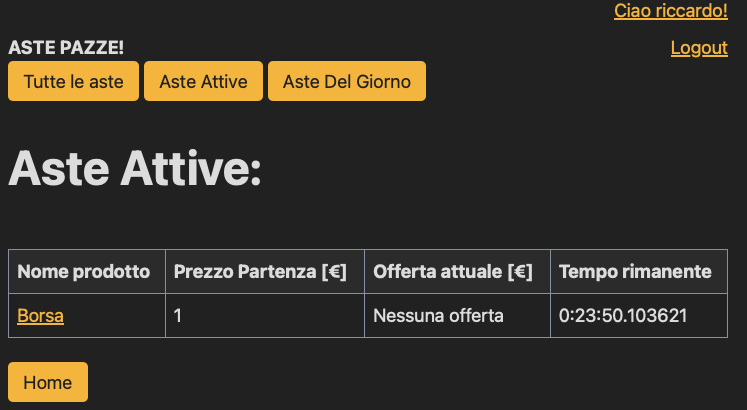 Ciao riccardo!
ASTE PAZZE! Logout
Tutte le aste Aste Attive Aste Del Giorno
Aste Attive:
Nome prodotto Prezzo Partenza [€] Offerta attuale [€] Tempo rimanente
Borsa 1 Nessuna offerta 0:23:50.103621
Home